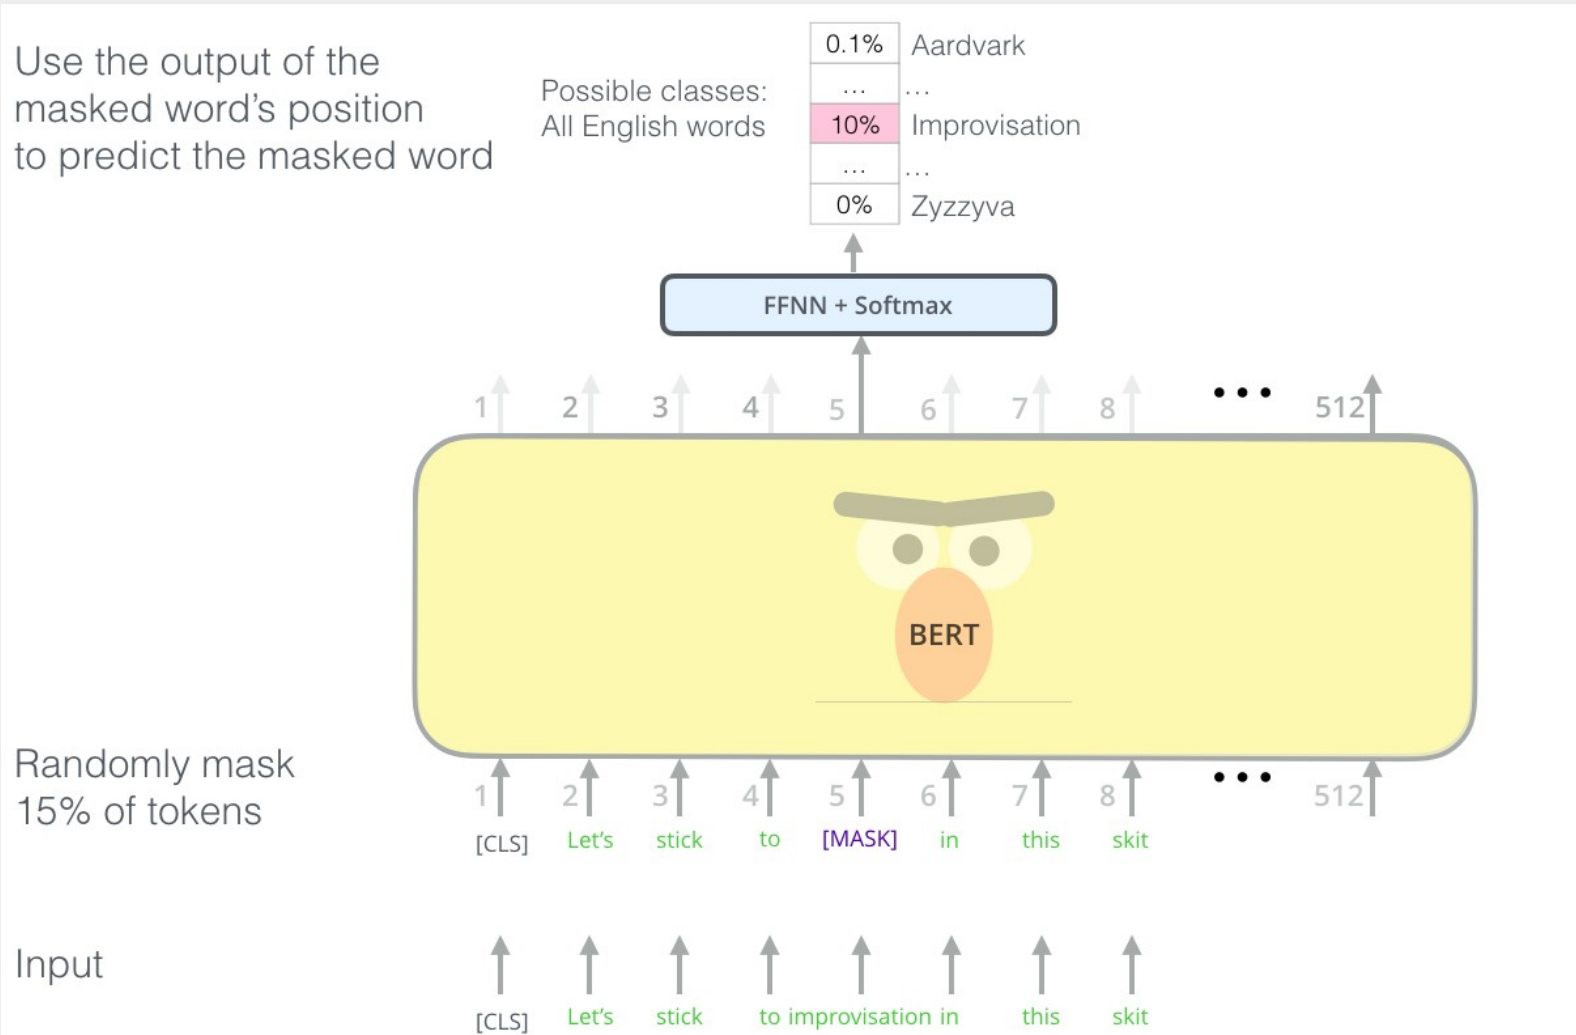 Use the output of the
masked word's position
to predict the masked word
Possible classes:
All English words
0.1% Aardvark
... ...
10% Improvisation
... ...
0% Zyzzyva
FFNN + Softmax
1 2 3 4 5 6 7 8 ••• 512
BERT
Randomly mask
15% of tokens
1 2 3 4 5 6 7 8 ••• 512
[CLS] Let's stick to [MASK] in this skit
Input
[CLS] Let's stick to improvisation in this skit